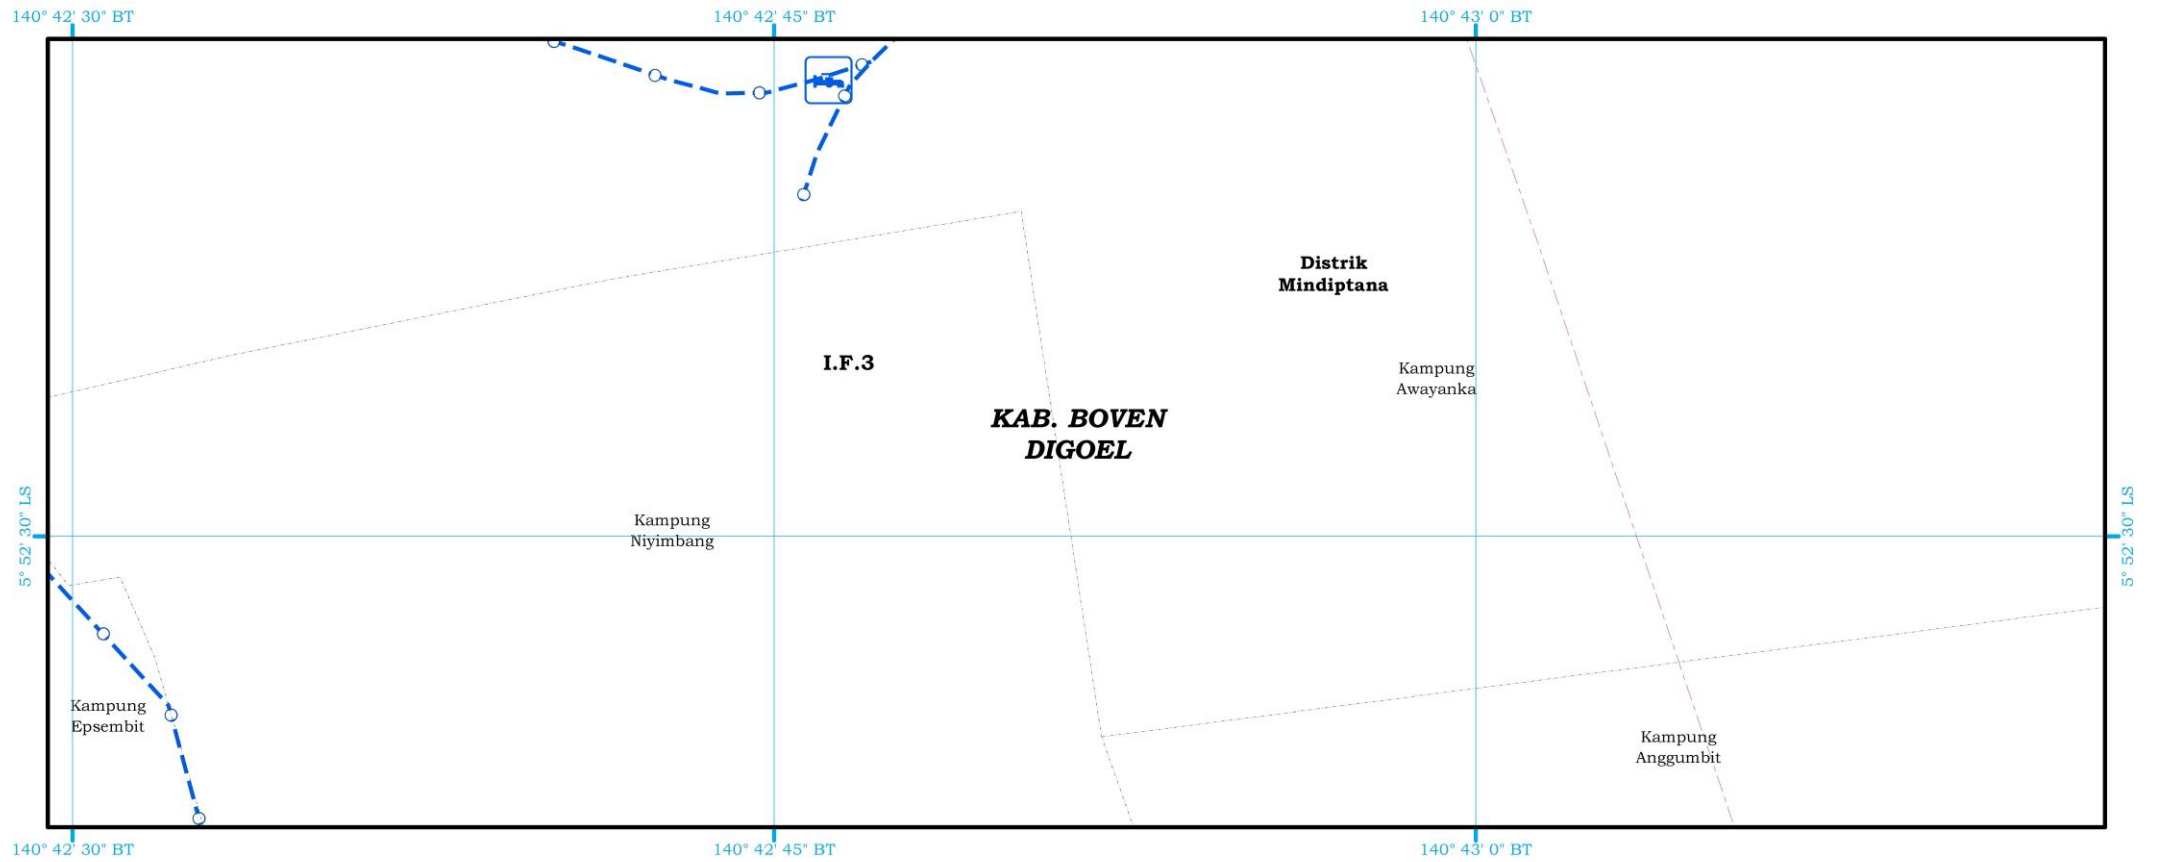 140° 42' 30" BT
140° 42' 45" BT
140° 43' 0" BT
Distrik
Mindiptana
I.F.3
Kampung
Awayanka
KAB. BOVEN
DIGOEL
5° 52' 30" LS
5° 52' 30" LS
Kampung
Niyimbang
Kampung
Epsembit
Kampung
Anggumbit
140° 42' 30" BT
140° 42' 45" BT
140° 43' 0" BT